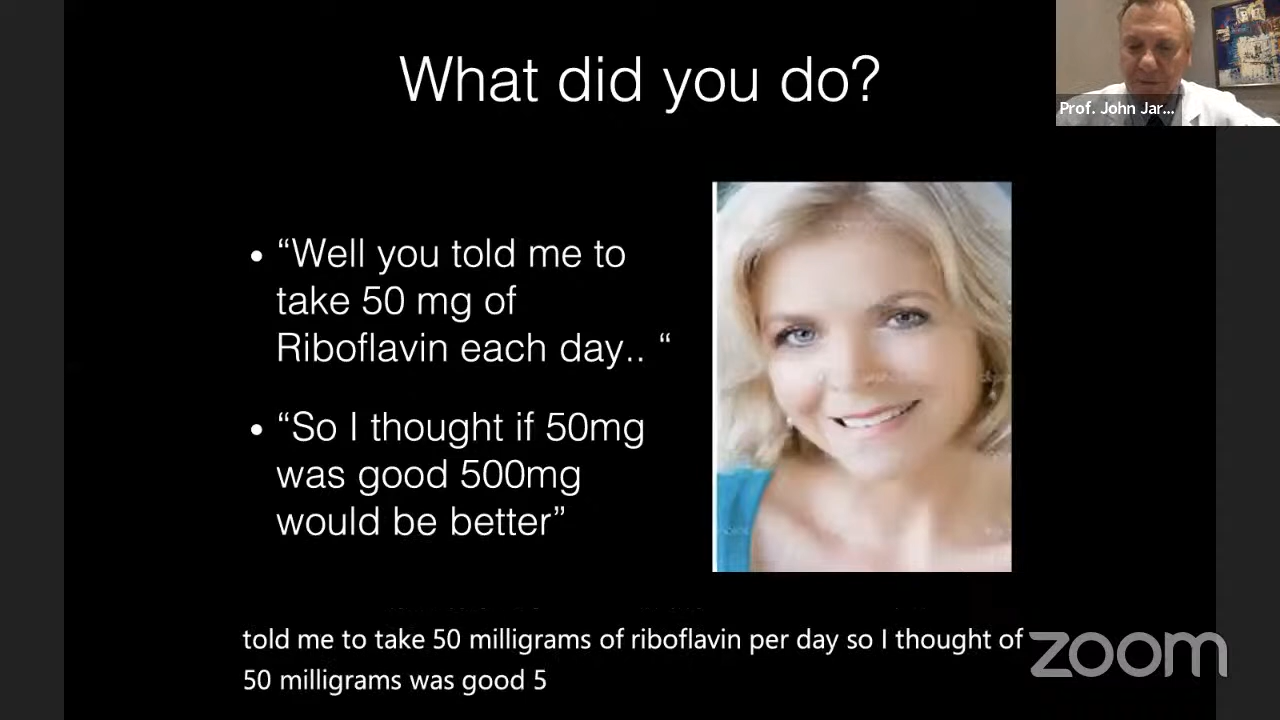 What did you do?
Prof. John Jar...
• “Well you told me to
take 50 mg of
Riboflavin each day.. “
• “So I thought if 50mg
was good 500mg
would be better”
told me to take 50 milligrams of riboflavin per day so I thought of
50 milligrams was good 5
zoom